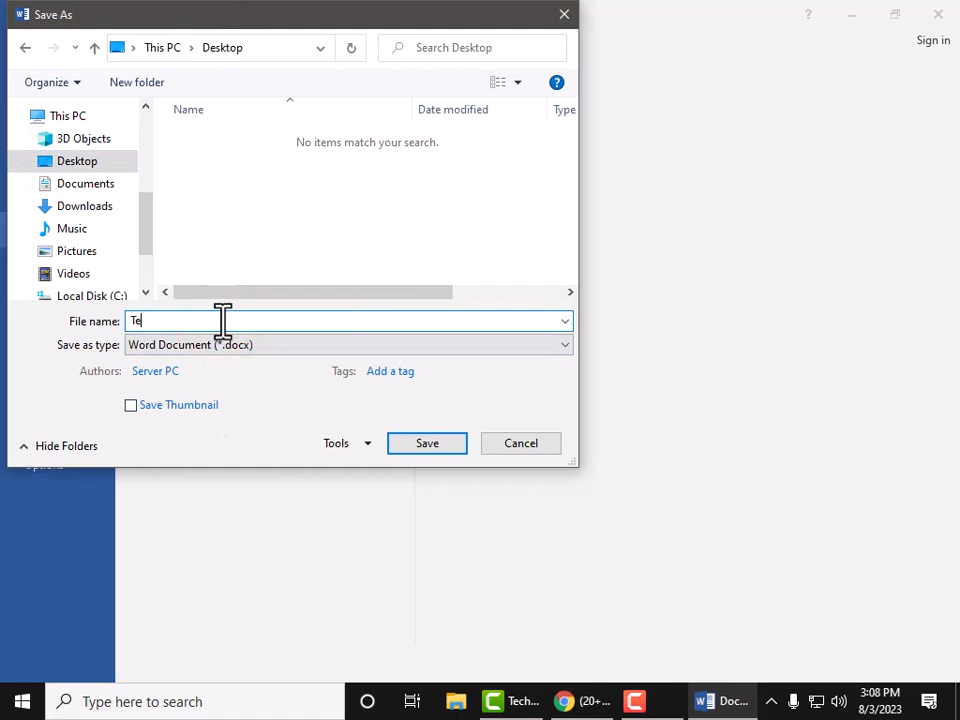 Save As
Sign in
This PC
Desktop
Search Desktop
Organize
New folder
Name
Date modified
Type
No items match your search.
This PC
3D Objects
Desktop
Documents
Downloads
Music
Pictures
Videos
Local Disk (C:)
File name:
Te
Save as type:
Word Document (*.docx)
Authors:
Server PC
Tags:
Add a tag
Save Thumbnail
Hide Folders
Tools
Save
Cancel
Type here to search
Tech...
(20+...
Doc...
3:08 PM
8/3/2023